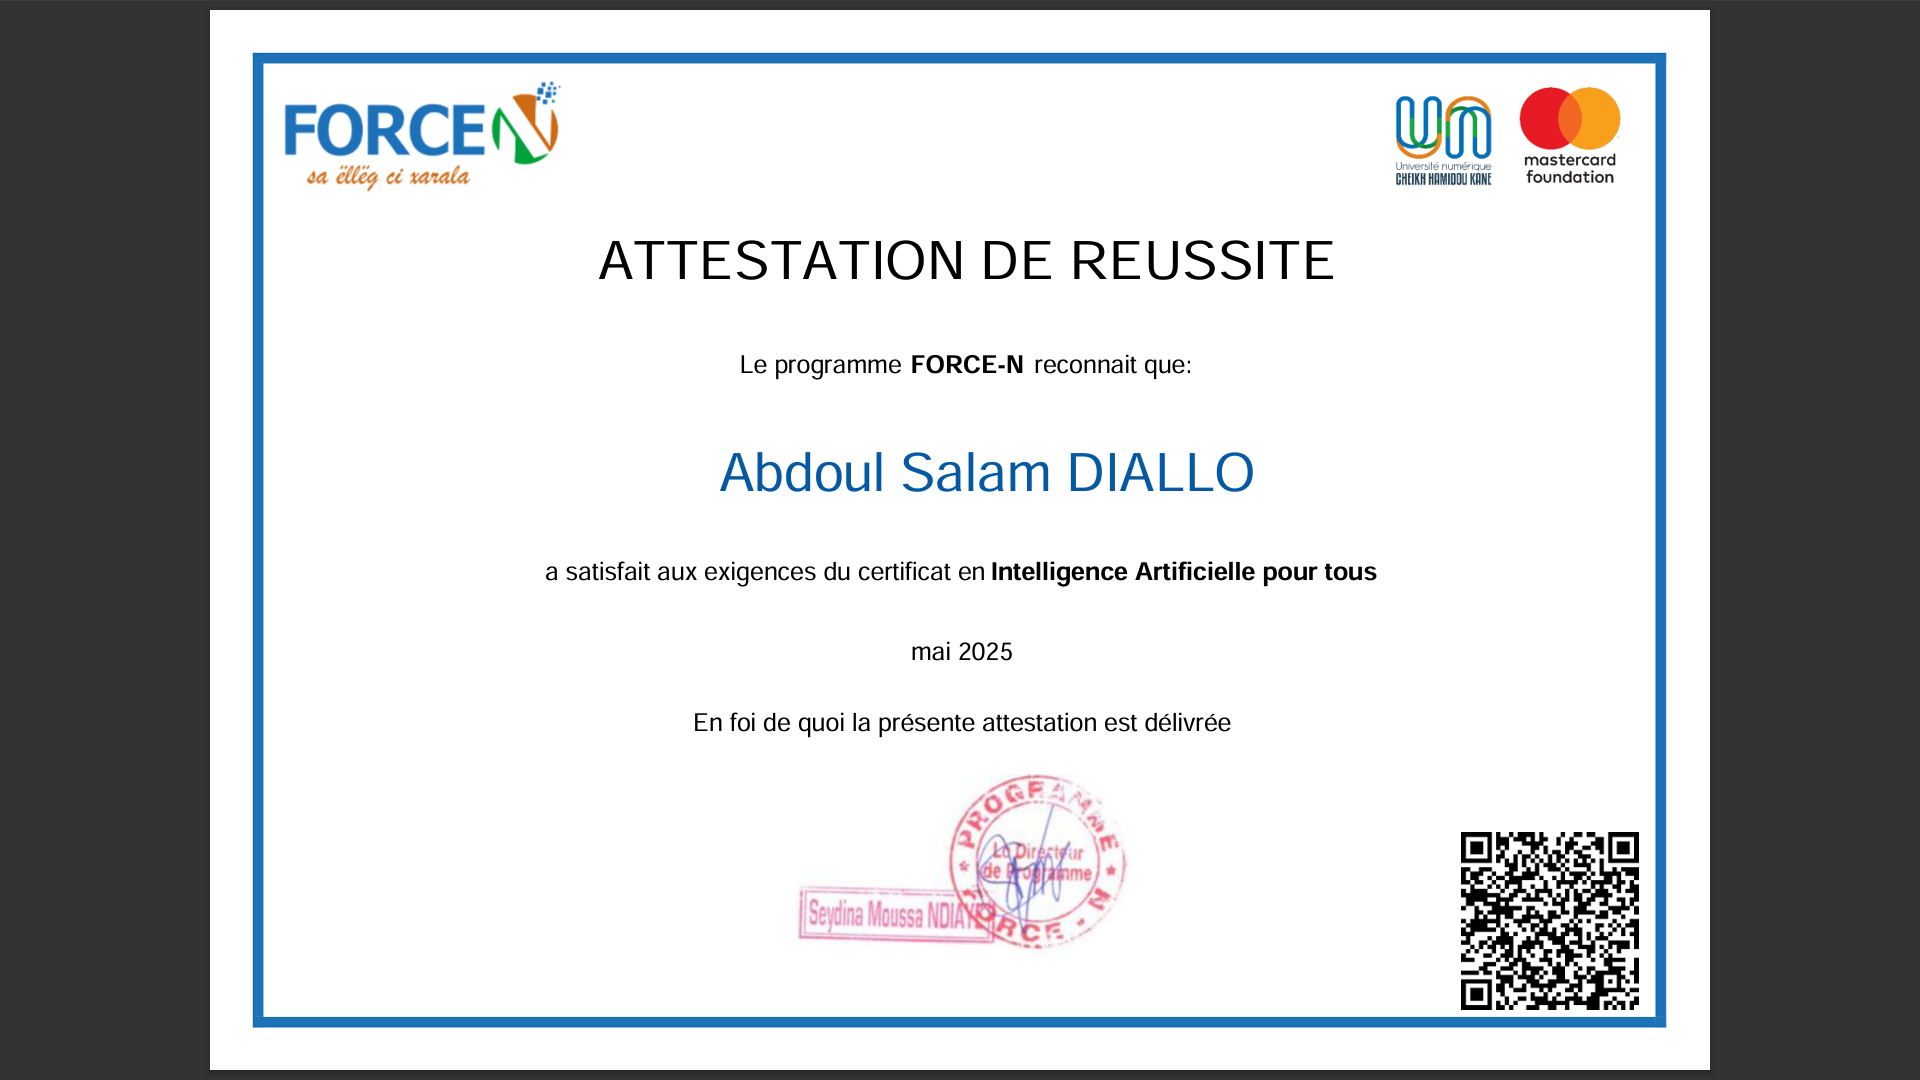 FORCE N
sa ëllëg ci xarala
Université numérique
CHEIKH HAMIDOU KANE
mastercard
foundation
ATTESTATION DE REUSSITE
Le programme FORCE-N reconnait que:
Abdoul Salam DIALLO
a satisfait aux exigences du certificat en Intelligence Artificielle pour tous
mai 2025
En foi de quoi la présente attestation est délivrée
PROGRAMME
Le Directeur
de Programme
FORCE - N
Seydina Moussa NDIAYE